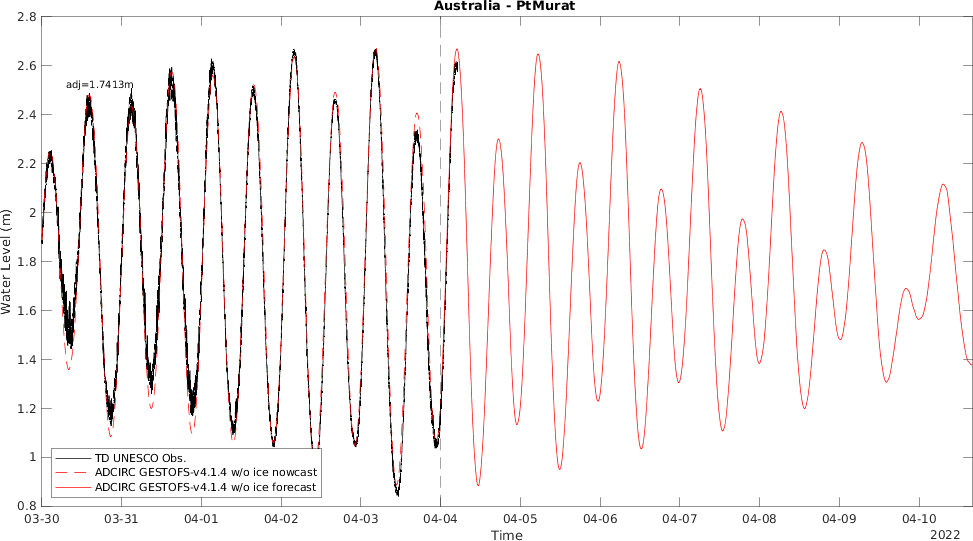 Australia - PtMurat
2.8
2.6
adj=1.7413m
2.4
2.2
2
1.8
1.6
1.4
1.2
1
0.8
Water Level (m)
TD UNESCO Obs.
ADCIRC GESTOFS-v4.1.4 w/o ice nowcast
ADCIRC GESTOFS-v4.1.4 w/o ice forecast
03-30 03-31 04-01 04-02 04-03 04-04 04-05 04-06 04-07 04-08 04-09 04-10
Time
2022